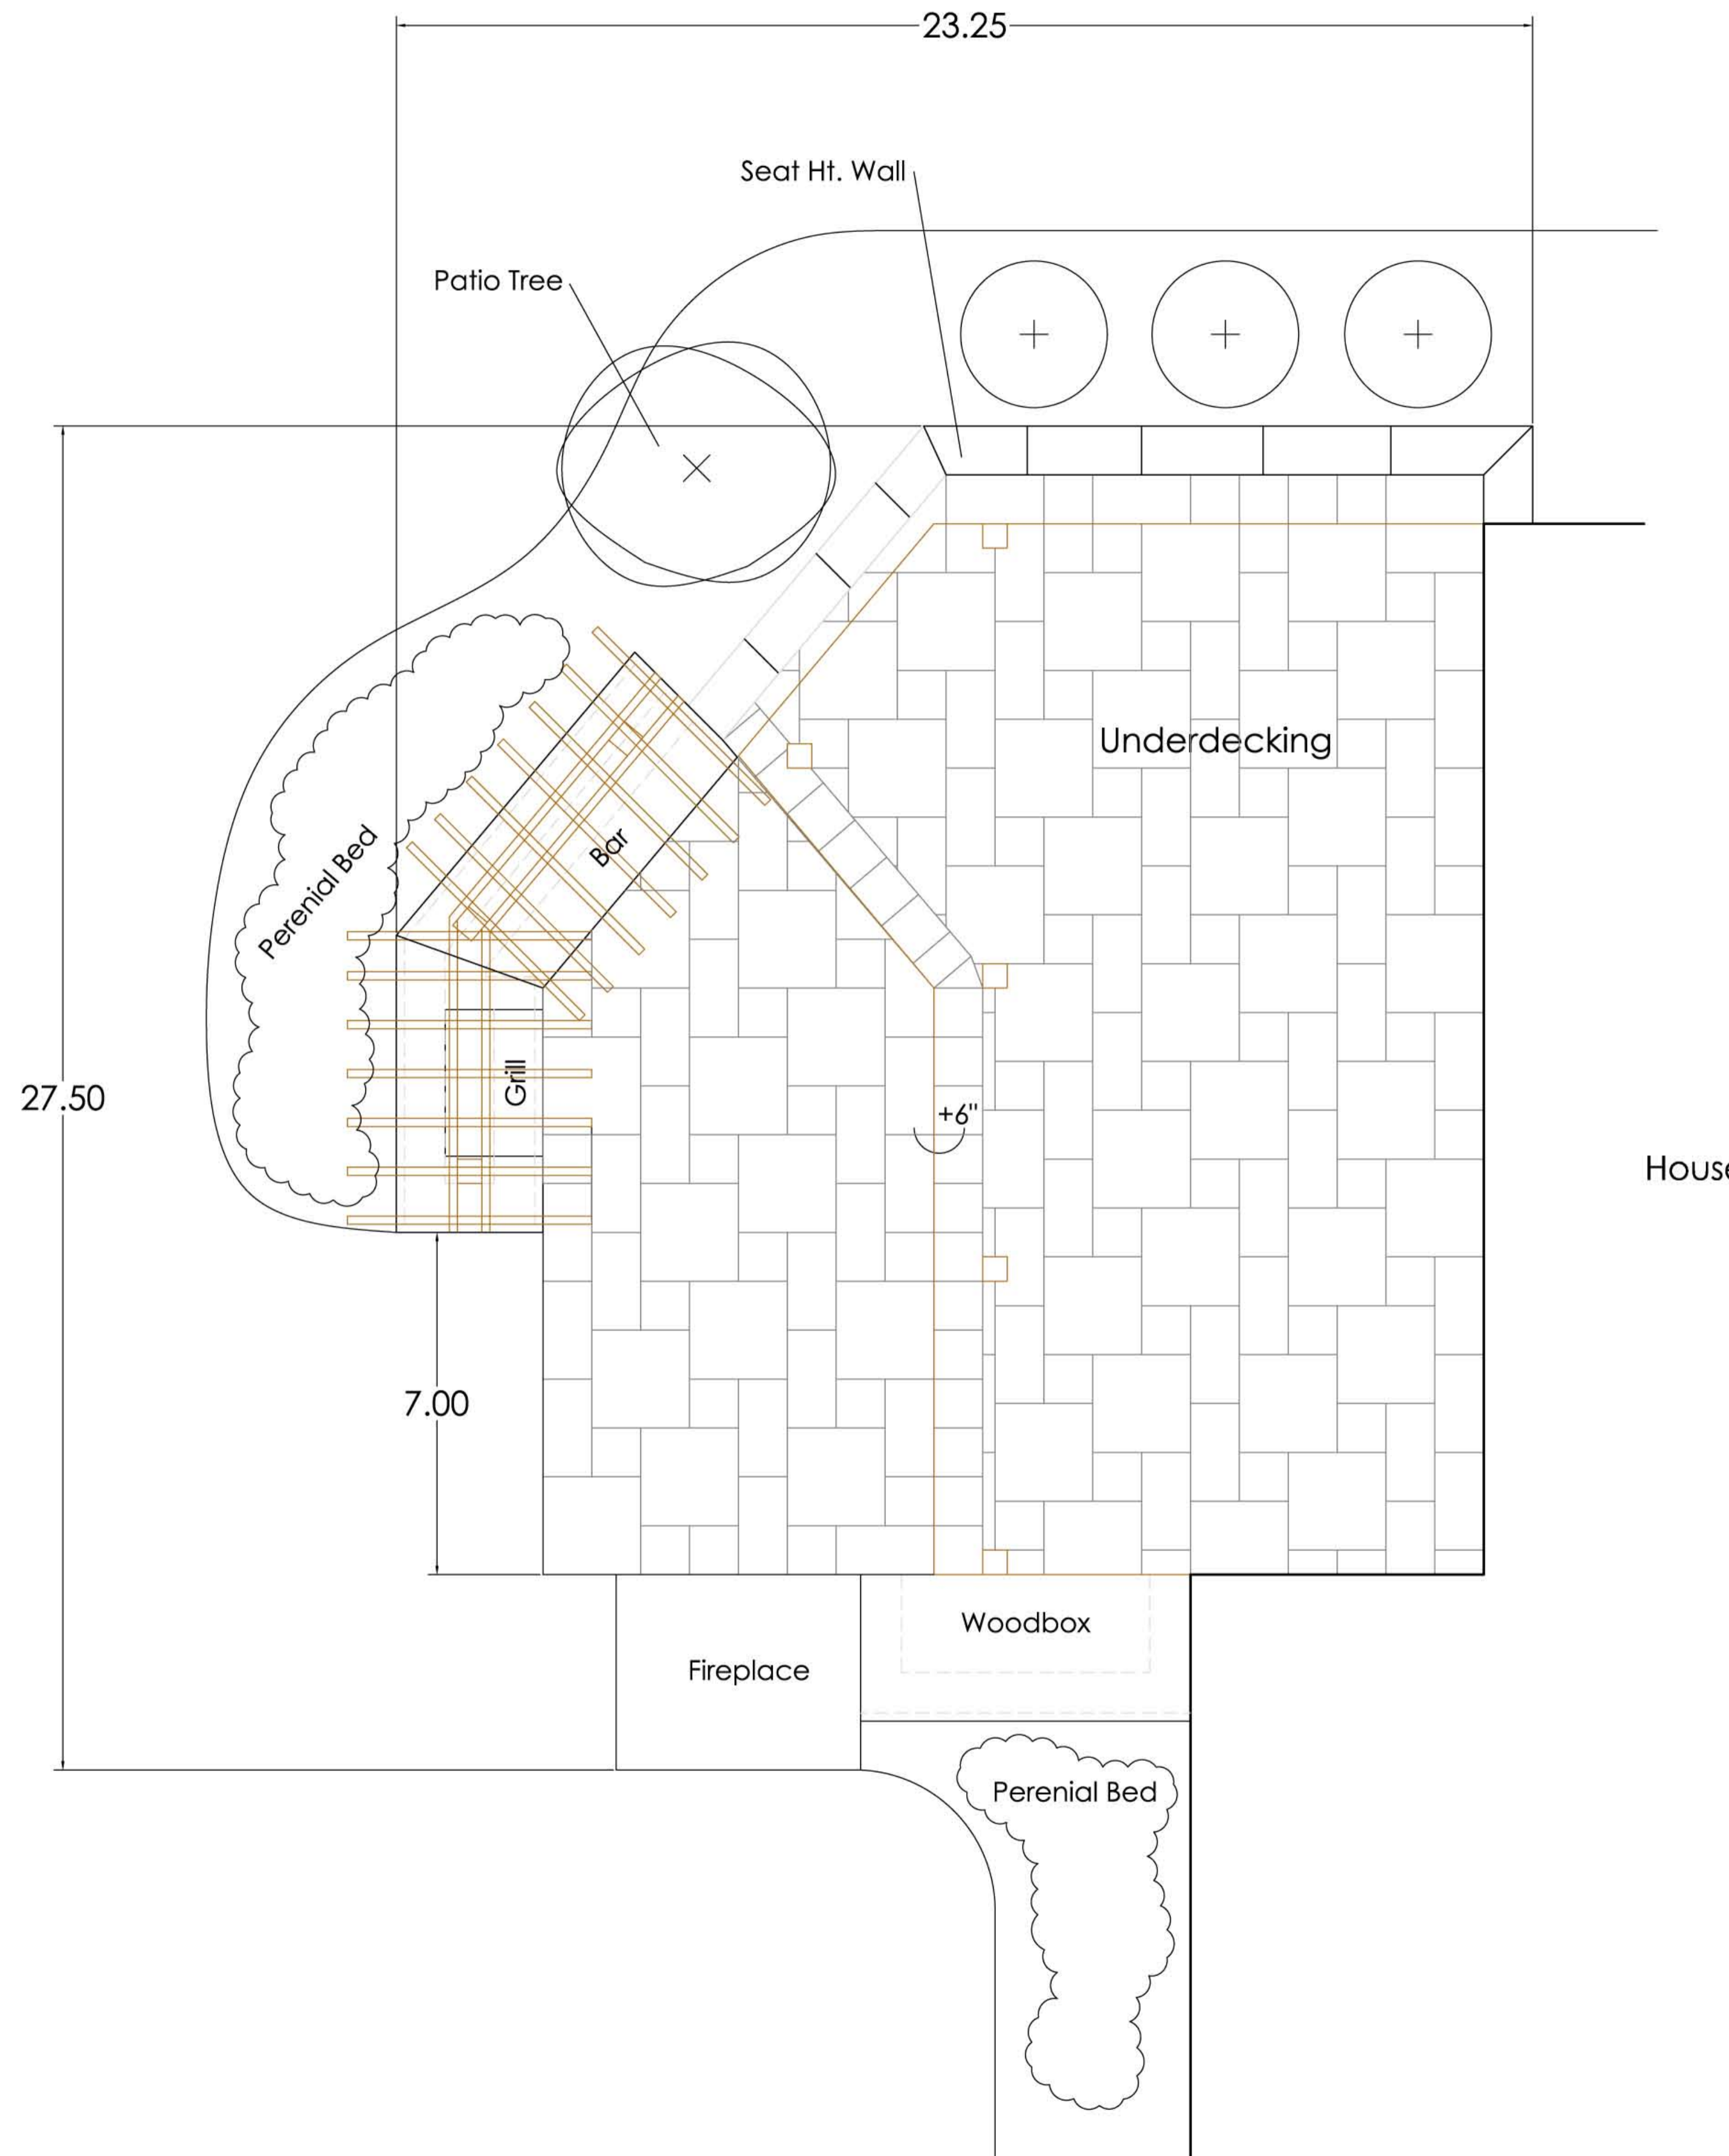 23.25
Seat Ht. Wall
Patio Tree
Underdecking
Perenial Bed
Bar
Grill
27.50
+6"
House
7.00
Woodbox
Fireplace
Perenial Bed